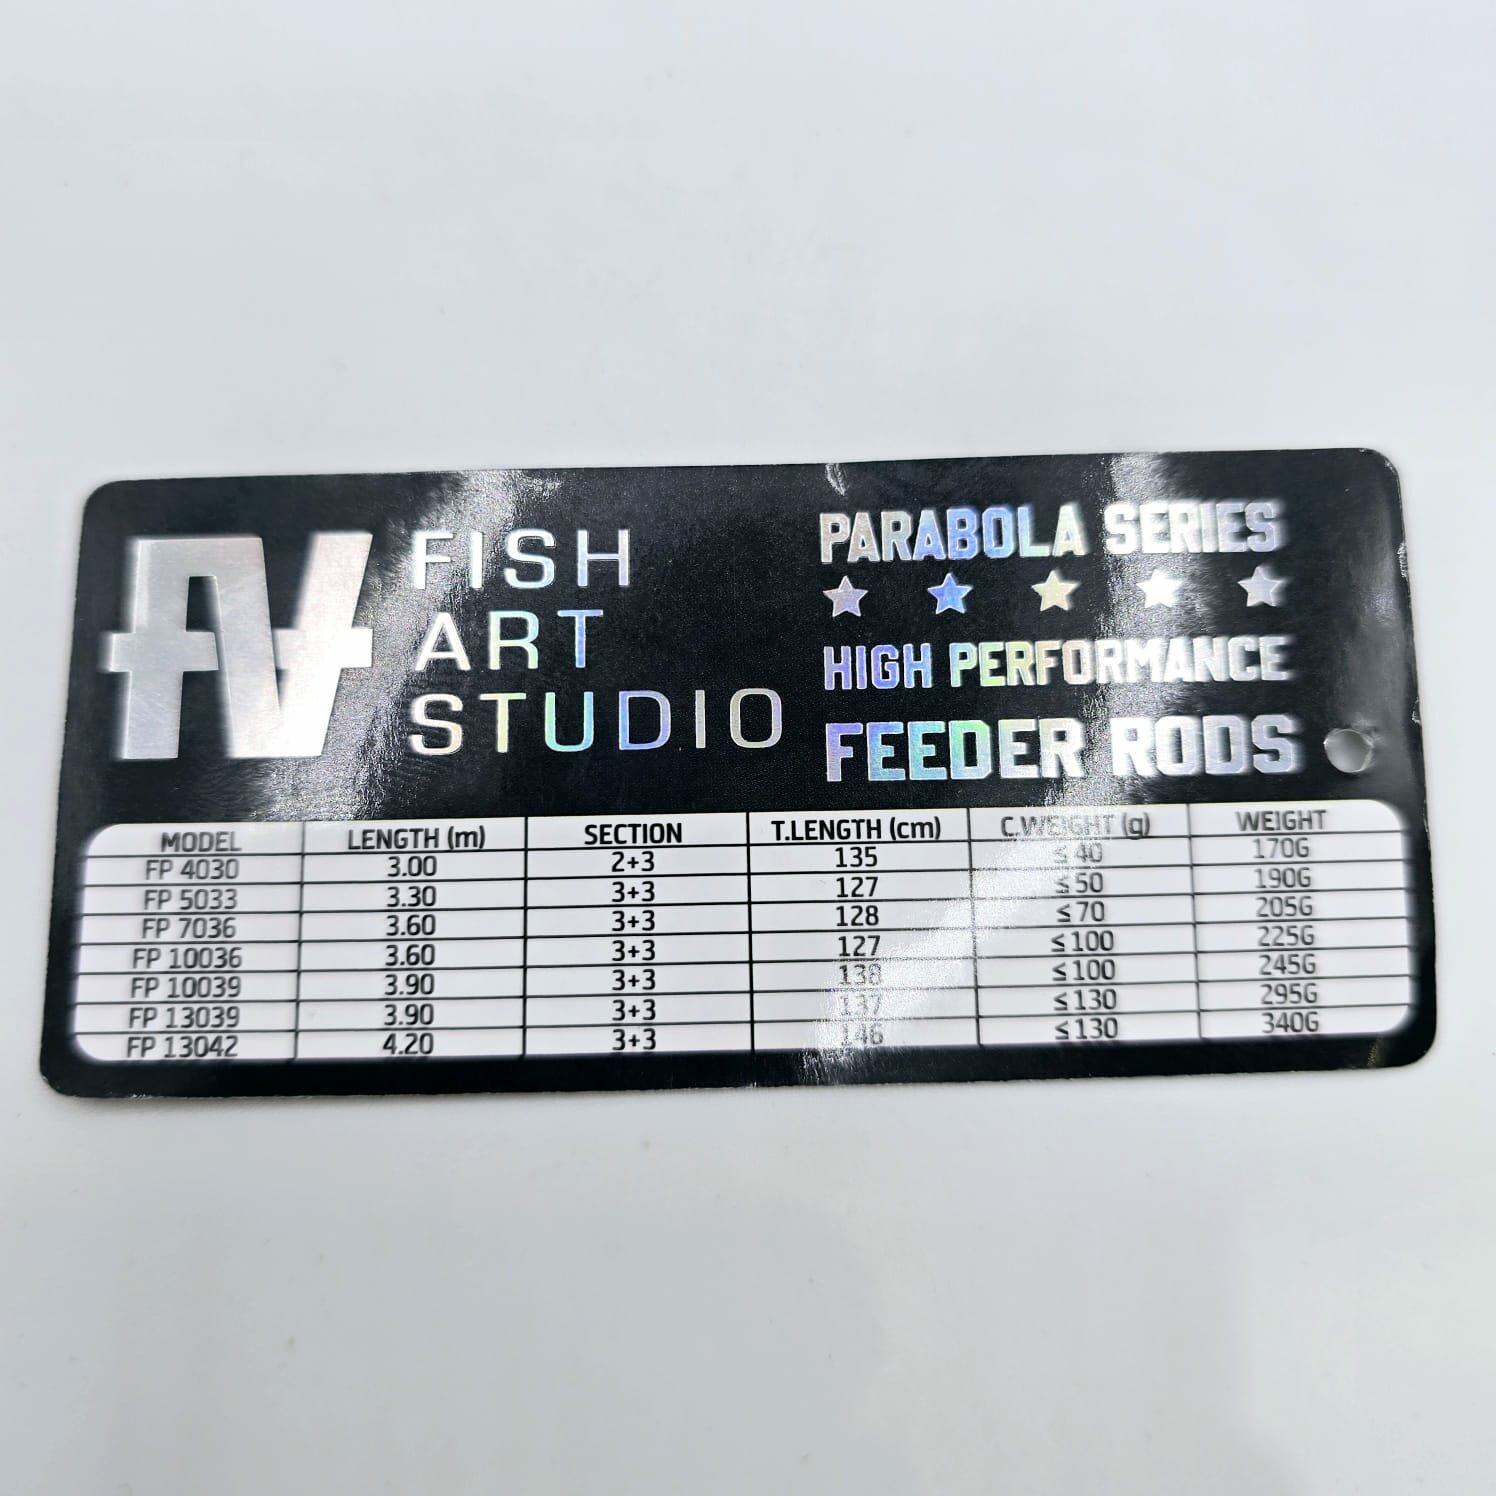 FISH
ART
STUDIO
PARABOLA SERIES
HIGH PERFORMANCE
FEEDER RODS
MODEL LENGTH (m) SECTION T.LENGTH (cm) C.WEIGHT (g) WEIGHT
FP 4030 3.00 2+3 135 ≤40 170G
FP 5033 3.30 3+3 127 ≤50 190G
FP 7036 3.60 3+3 128 ≤70 205G
FP 10036 3.60 3+3 127 ≤100 225G
FP 10039 3.90 3+3 138 ≤100 245G
FP 13039 3.90 3+3 137 ≤130 295G
FP 13042 4.20 3+3 146 ≤130 340G